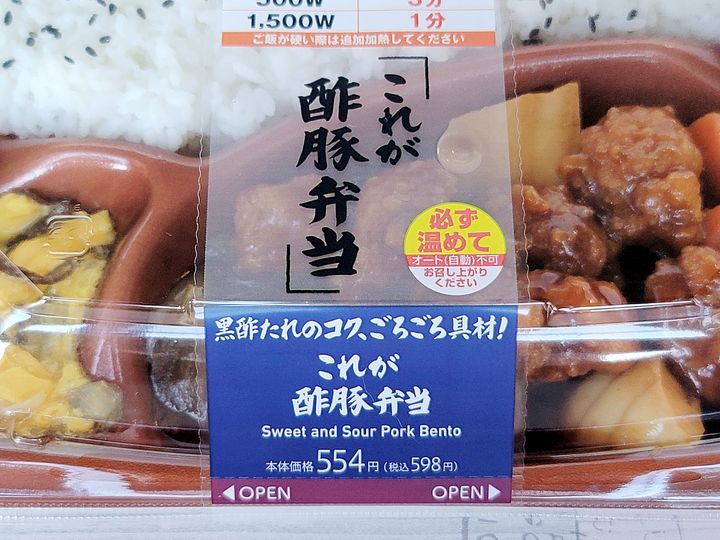 500W 3分
1,500W 1分
ご飯が硬い際は追加加熱してください
「これが
酢豚弁当」
必ず
温めて
オート(自動)不可
お召し上がり
ください
黒酢たれのコク、ごろごろ具材!
これが
酢豚弁当
Sweet and Sour Pork Bento
本体価格554円(税込598円)
◀OPEN OPEN▶